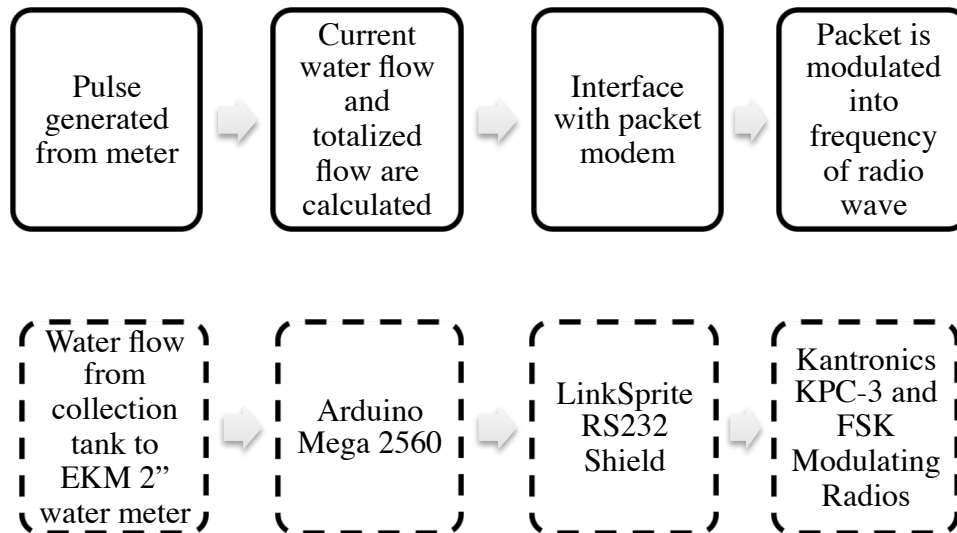 Pulse
generated
from meter
Current
water flow
and
totalized
flow are
calculated
Interface
with packet
modem
Packet is
modulated
into
frequency
of radio
wave
Water flow
from
collection
tank to
EKM 2”
water meter
Arduino
Mega 2560
LinkSprite
RS232
Shield
Kantronics
KPC-3 and
FSK
Modulating
Radios